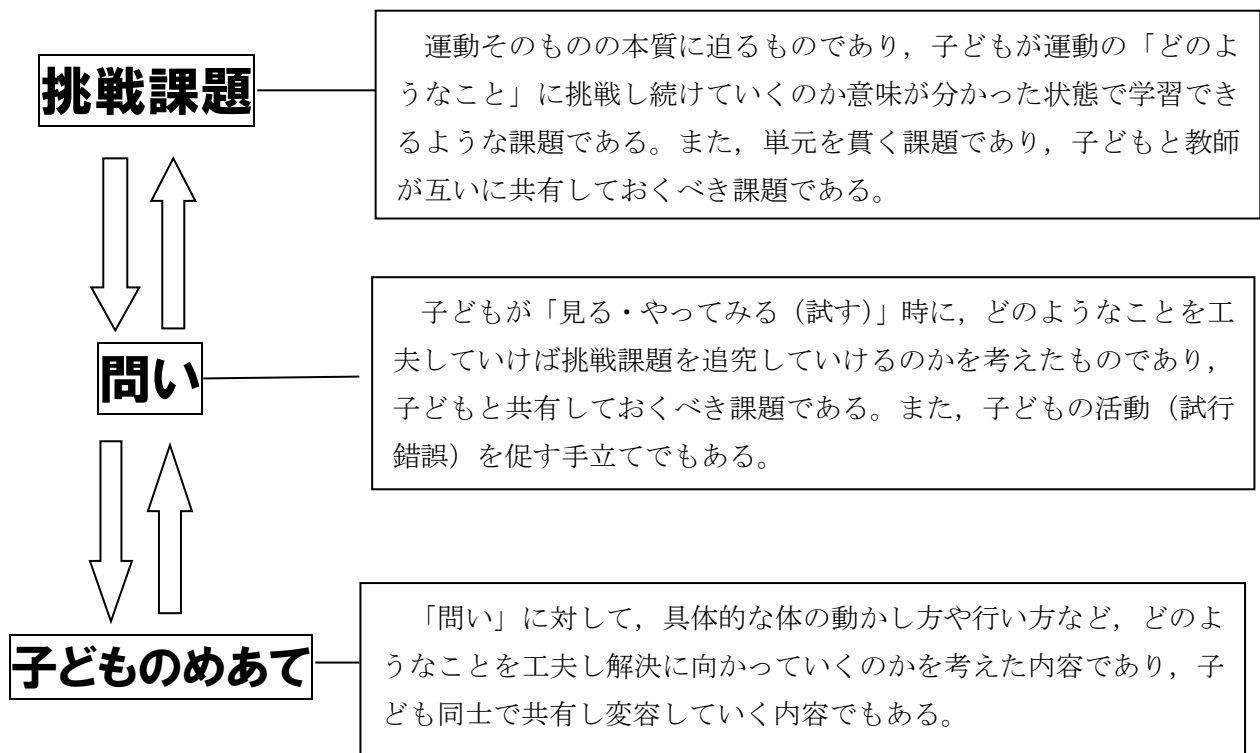 挑戦課題
運動そのものの本質に迫るものであり，子どもが運動の「どのよ
うなこと」に挑戦し続けていくのか意味が分かった状態で学習でき
るような課題である。また，単元を貫く課題であり，子どもと教師
が互いに共有しておくべき課題である。
問い
子どもが「見る・やってみる（試す）」時に，どのようなことを工
夫していけば挑戦課題を追究していけるのかを考えたものであり，
子どもと共有しておくべき課題である。また，子どもの活動（試行
錯誤）を促す手立てでもある。
子どものめあて
「問い」に対して，具体的な体の動かし方や行い方など，どのよ
うなことを工夫し解決に向かっていくのかを考えた内容であり，子
ども同士で共有し変容していく内容でもある。